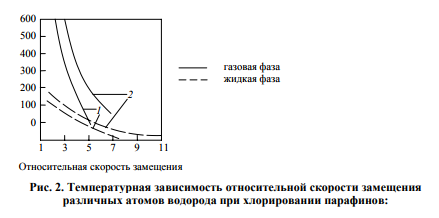 600
500
400
300
200
100
0
1 3 5 7 9 11
1
2
газовая фаза
жидкая фаза
Относительная скорость замещения
Рис. 2. Температурная зависимость относительной скорости замещения
различных атомов водорода при хлорировании парафинов: